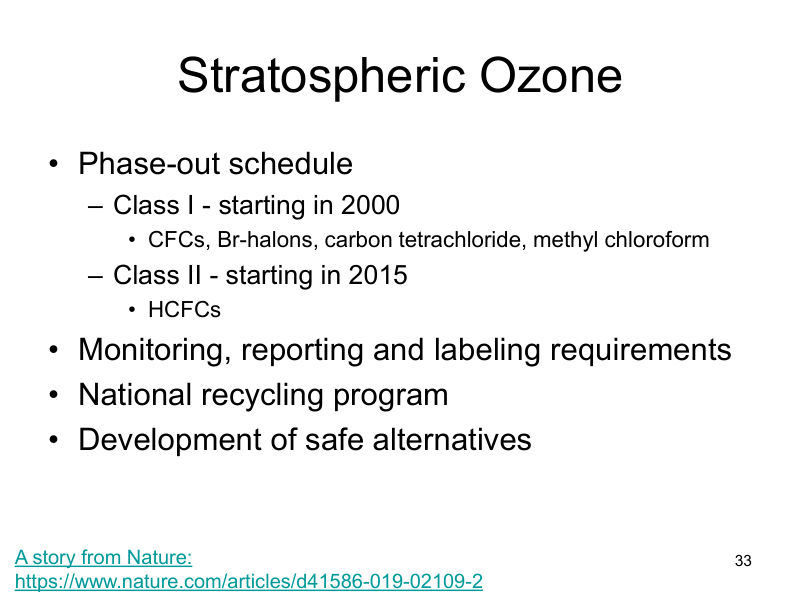 Stratospheric Ozone
• Phase-out schedule
– Class I - starting in 2000
• CFCs, Br-halons, carbon tetrachloride, methyl chloroform
– Class II - starting in 2015
• HCFCs
• Monitoring, reporting and labeling requirements
• National recycling program
• Development of safe alternatives
A story from Nature:
https://www.nature.com/articles/d41586-019-02109-2
33